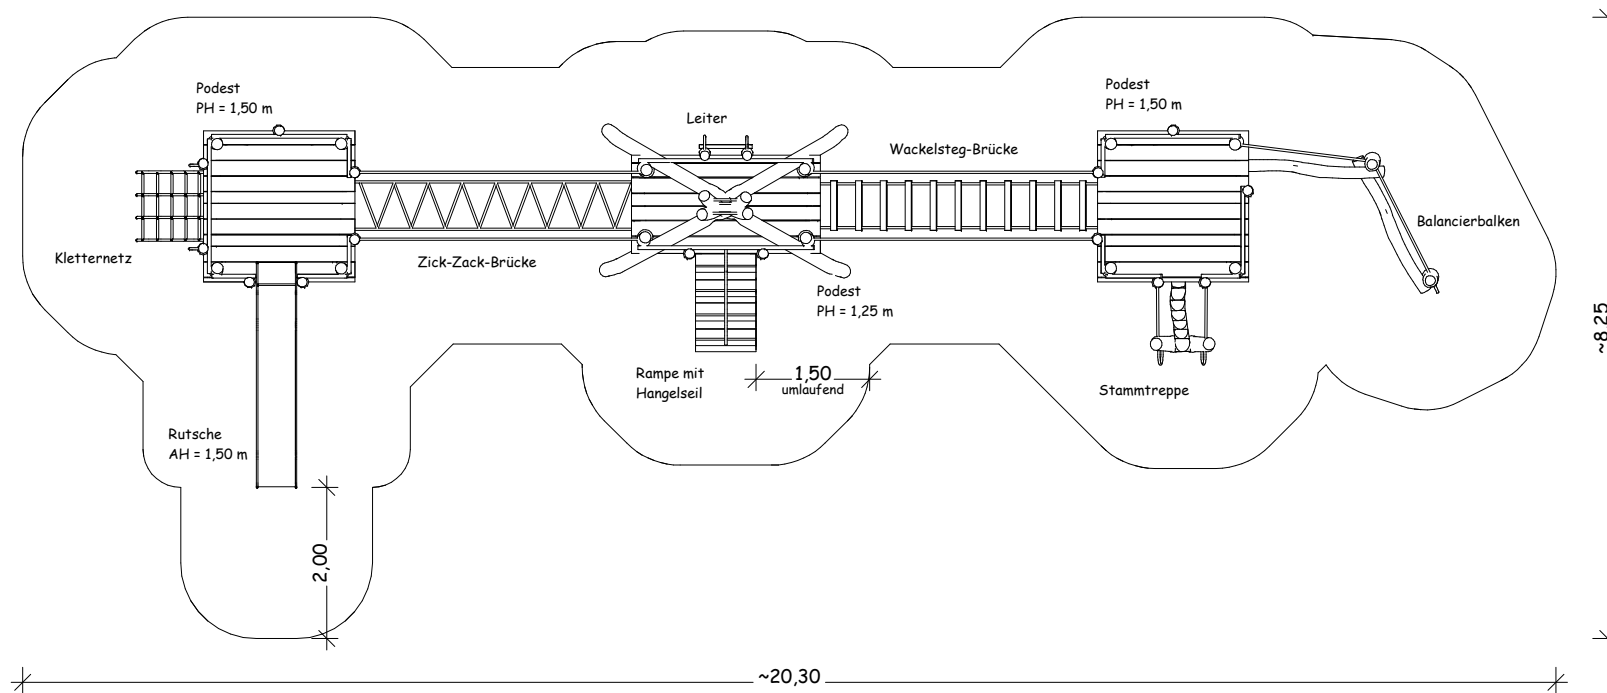 Podest
PH = 1,50 m
Leiter
Podest
PH = 1,50 m
Wackelsteg-Brücke
Balancierbalken
Kletternetz
Zick-Zack-Brücke
Podest
PH = 1,25 m
~8,25
Rampe mit
Hangelseil
1,50
umlaufend
Stammtreppe
Rutsche
AH = 1,50 m
2,00
~20,30